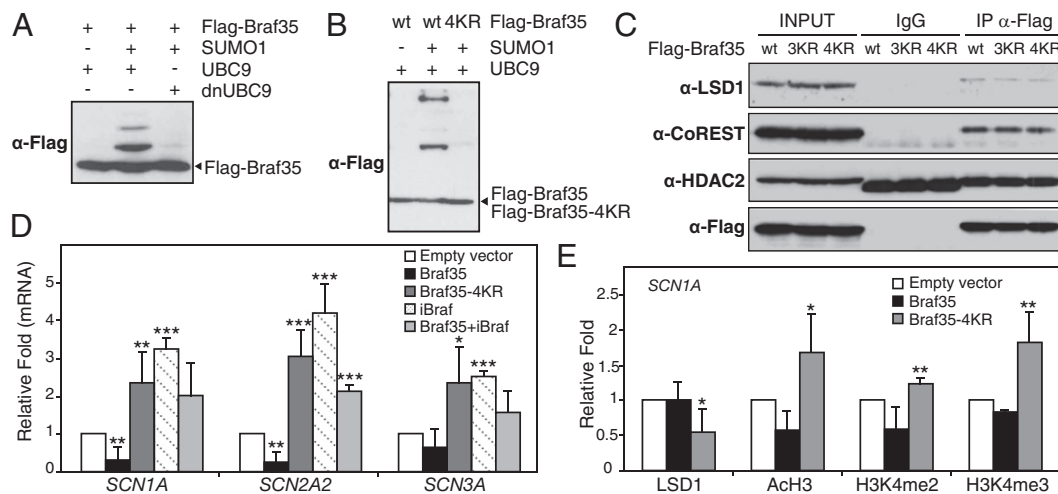 A
+ + + Flag-Braf35
- + + SUMO1
+ + - UBC9
- - + dnUBC9
α-Flag
Flag-Braf35
B
wt wt 4KR Flag-Braf35
- + + SUMO1
+ + + UBC9
α-Flag
Flag-Braf35
Flag-Braf35-4KR
C
INPUT IgG IP α-Flag
Flag-Braf35 wt 3KR 4KR wt 3KR 4KR wt 3KR 4KR
α-LSD1
α-CoREST
α-HDAC2
α-Flag
D
Relative Fold (mRNA)
5
4
3
2
1
0
Empty vector
Braf35
Braf35-4KR
iBraf
Braf35+iBraf
** ** *** ** *** *** *** * ***
SCN1A SCN2A2 SCN3A
E
SCN1A
Relative Fold
2.5
2
1.5
1
0.5
0
Empty vector
Braf35
Braf35-4KR
* * ** **
LSD1 AcH3 H3K4me2 H3K4me3